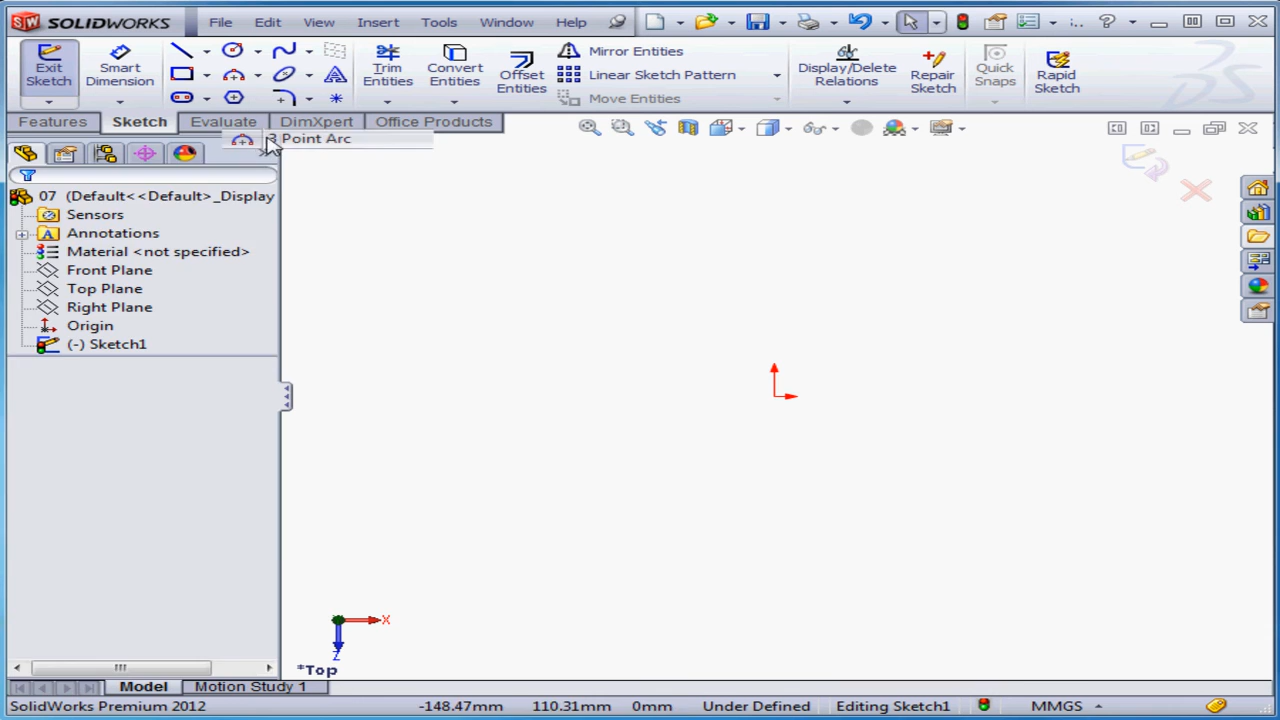 SW SOLIDWORKS File Edit View Insert Tools Window Help
Exit Sketch
Smart Dimension
Trim Entities
Convert Entities
Offset Entities
Mirror Entities
Linear Sketch Pattern
Move Entities
Display/Delete Relations
Repair Sketch
Quick Snaps
Rapid Sketch
Features Sketch Evaluate DimXpert Office Products
3 Point Arc
07 (Default<<Default>_Display
Sensors
Annotations
Material <not specified>
Front Plane
Top Plane
Right Plane
Origin
(-) Sketch1
X
Z
*Top
Model Motion Study 1
SolidWorks Premium 2012 -148.47mm 110.31mm 0mm Under Defined Editing Sketch1 MMGS